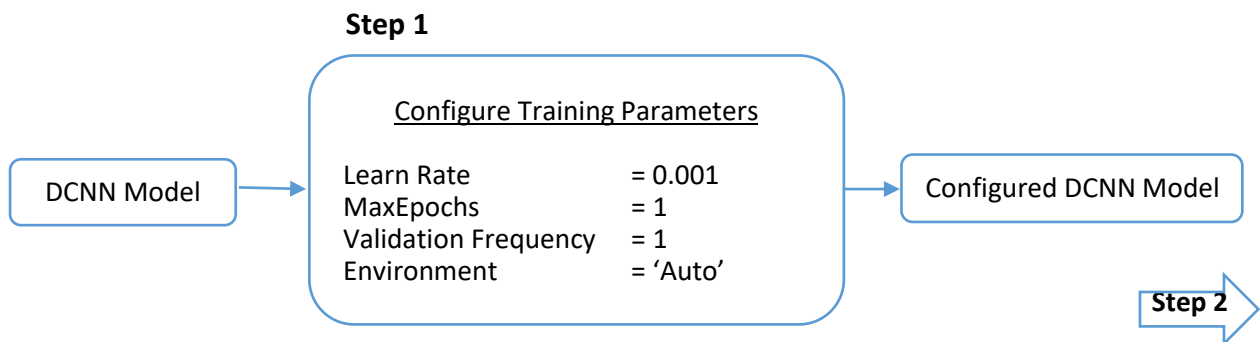 Step 1
Configure Training Parameters
DCNN Model
Learn Rate = 0.001
MaxEpochs = 1
Validation Frequency = 1
Environment = ‘Auto’
Configured DCNN Model
Step 2